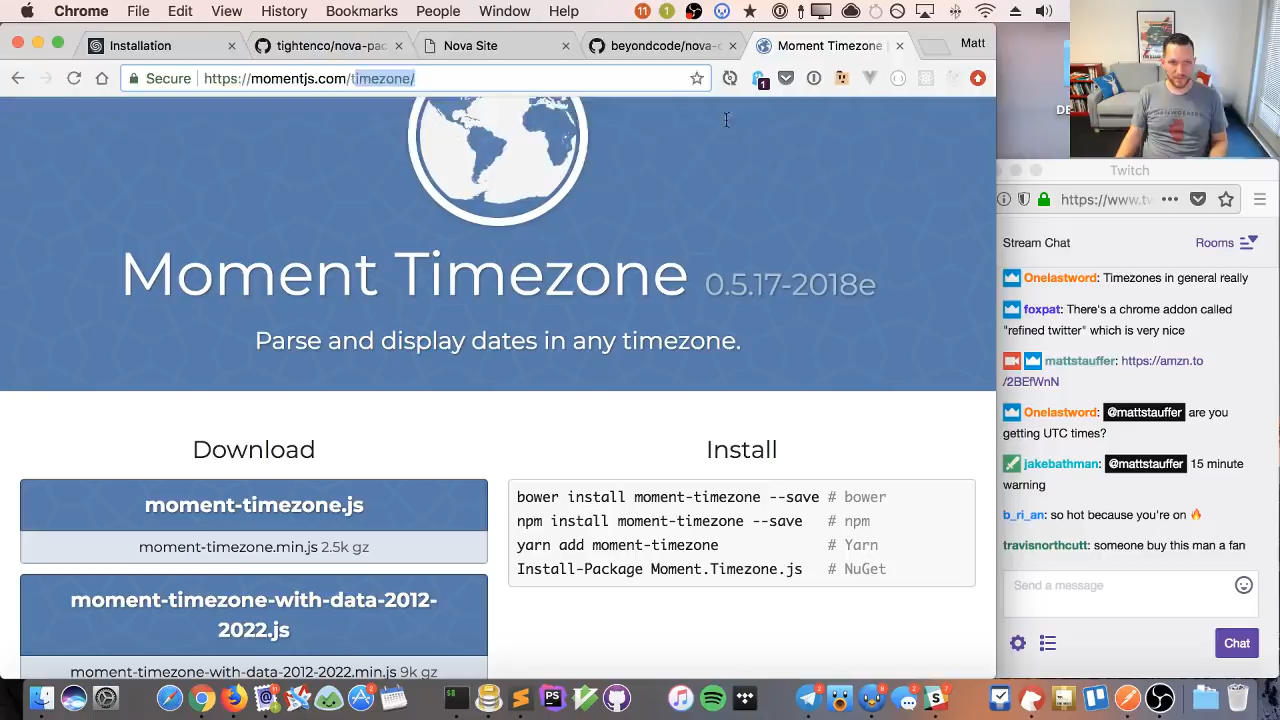 Chrome File Edit View History Bookmarks People Window Help 11 1
Installation
tightenco/nova-pac
Nova Site
beyondcode/nova-c
Moment Timezone
Matt
Secure https://momentjs.com/timezone/
1
DE
Moment Timezone 0.5.17-2018e
Parse and display dates in any timezone.
Download
moment-timezone.js
moment-timezone.min.js 2.5k gz
moment-timezone-with-data-2012-
2022.js
moment-timezone-with-data-2012-2022.min.js 9k gz
Install
bower install moment-timezone --save # bower
npm install moment-timezone --save # npm
yarn add moment-timezone # Yarn
Install-Package Moment.Timezone.js # NuGet
Twitch
https://www.tw
Stream Chat
Rooms
Onelastword: Timezones in general really
foxpat: There's a chrome addon called
"refined twitter" which is very nice
mattstauffer: https://amzn.to
/2BEfWnN
Onelastword: @mattstauffer are you
getting UTC times?
jakebathman: @mattstauffer 15 minute
warning
b_ri_an: so hot because you're on 🔥
travisnorthcutt: someone buy this man a fan
Send a message
Chat